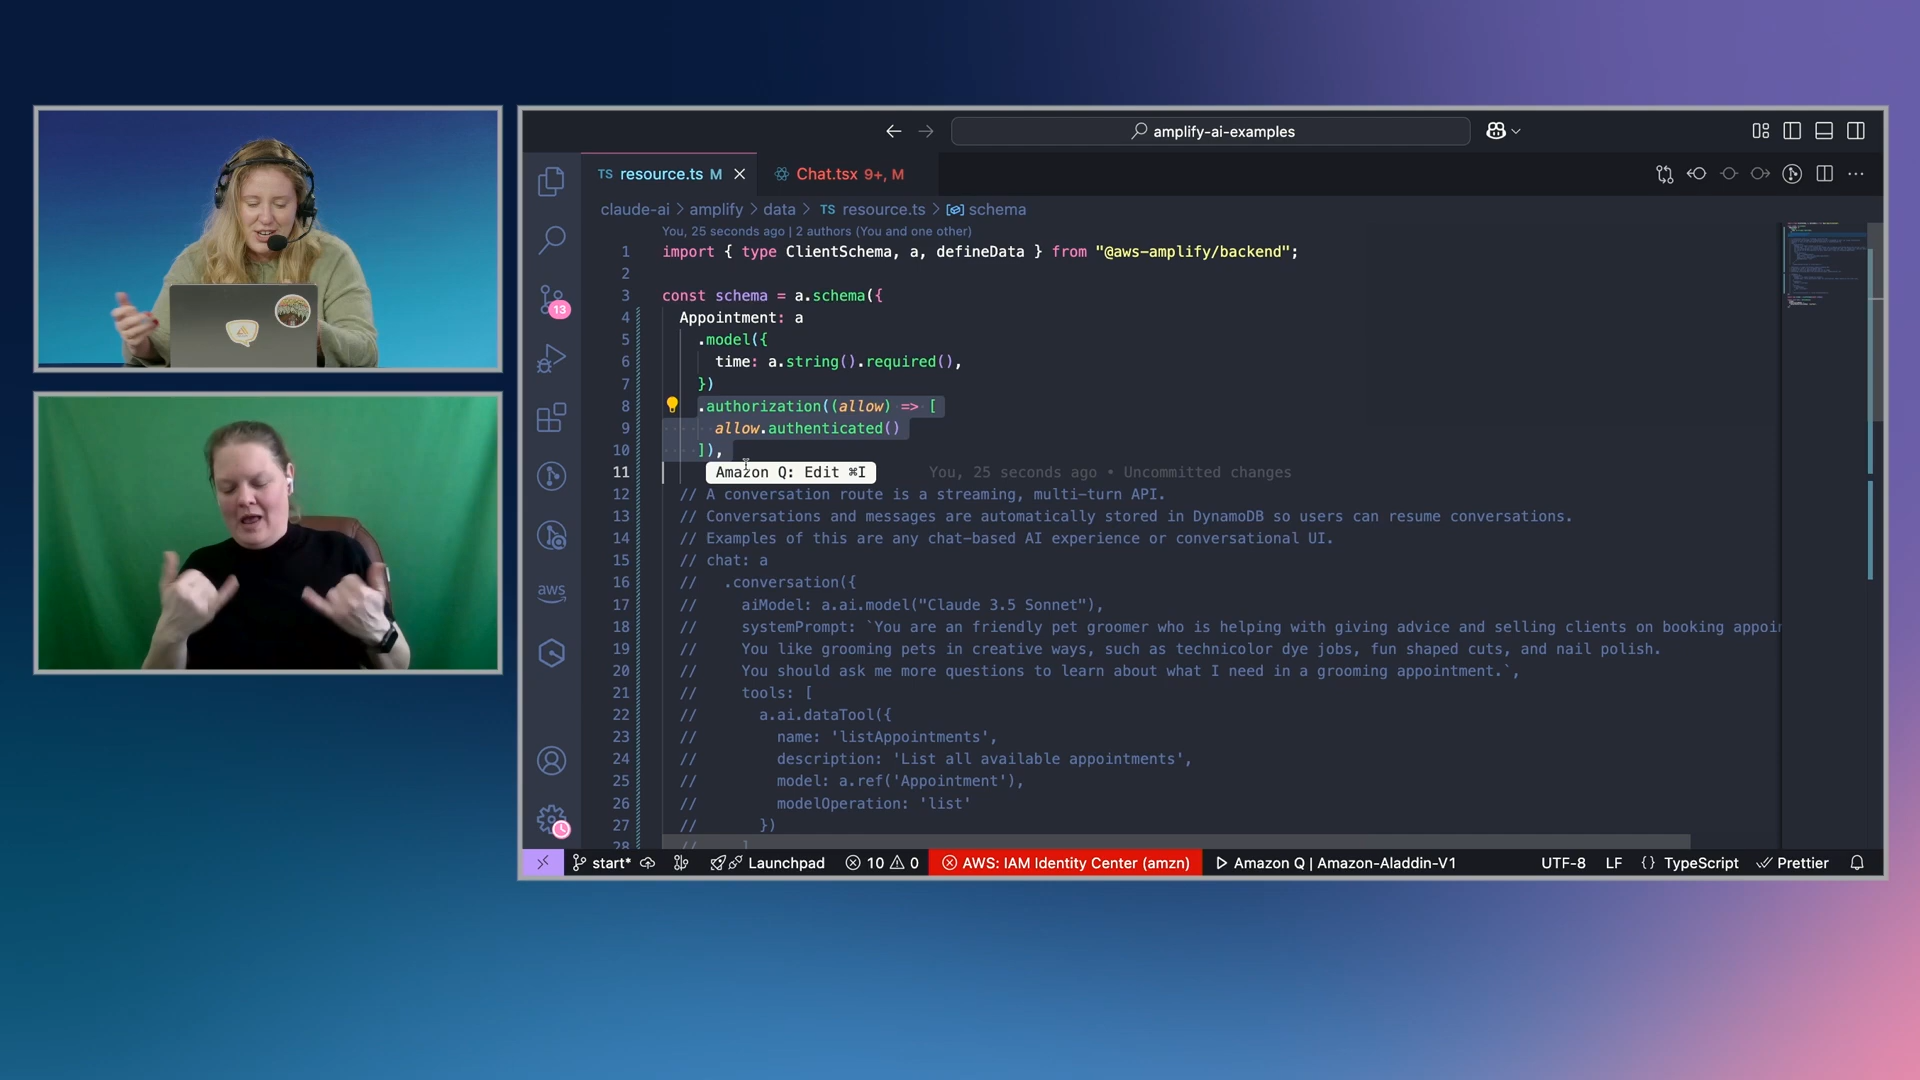 amplify-ai-examples
TS resource.ts M
Chat.tsx 9+, M
claude-ai > amplify > data > TS resource.ts > schema
You, 25 seconds ago | 2 authors (You and one other)
1 import { type ClientSchema, a, defineData } from "@aws-amplify/backend";
2
3 const schema = a.schema({
4 Appointment: a
5 .model({
6 time: a.string().required(),
7 })
8 .authorization((allow) => [
9 allow.authenticated()
10 ]),
11 Amazon Q: Edit ⌘I You, 25 seconds ago • Uncommitted changes
12 // A conversation route is a streaming, multi-turn API.
13 // Conversations and messages are automatically stored in DynamoDB so users can resume conversations.
14 // Examples of this are any chat-based AI experience or conversational UI.
15 // chat: a
16 // .conversation({
17 // aiModel: a.ai.model("Claude 3.5 Sonnet"),
18 // systemPrompt: `You are an friendly pet groomer who is helping with giving advice and selling clients on booking appoin
19 // You like grooming pets in creative ways, such as technicolor dye jobs, fun shaped cuts, and nail polish.
20 // You should ask me more questions to learn about what I need in a grooming appointment.`,
21 // tools: [
22 // a.ai.dataTool({
23 // name: 'listAppointments',
24 // description: 'List all available appointments',
25 // model: a.ref('Appointment'),
26 // modelOperation: 'list'
27 // })
28 // ]
13
aws
start* Launchpad 10 0 AWS: IAM Identity Center (amzn) Amazon Q | Amazon-Aladdin-V1 UTF-8 LF {} TypeScript Prettier